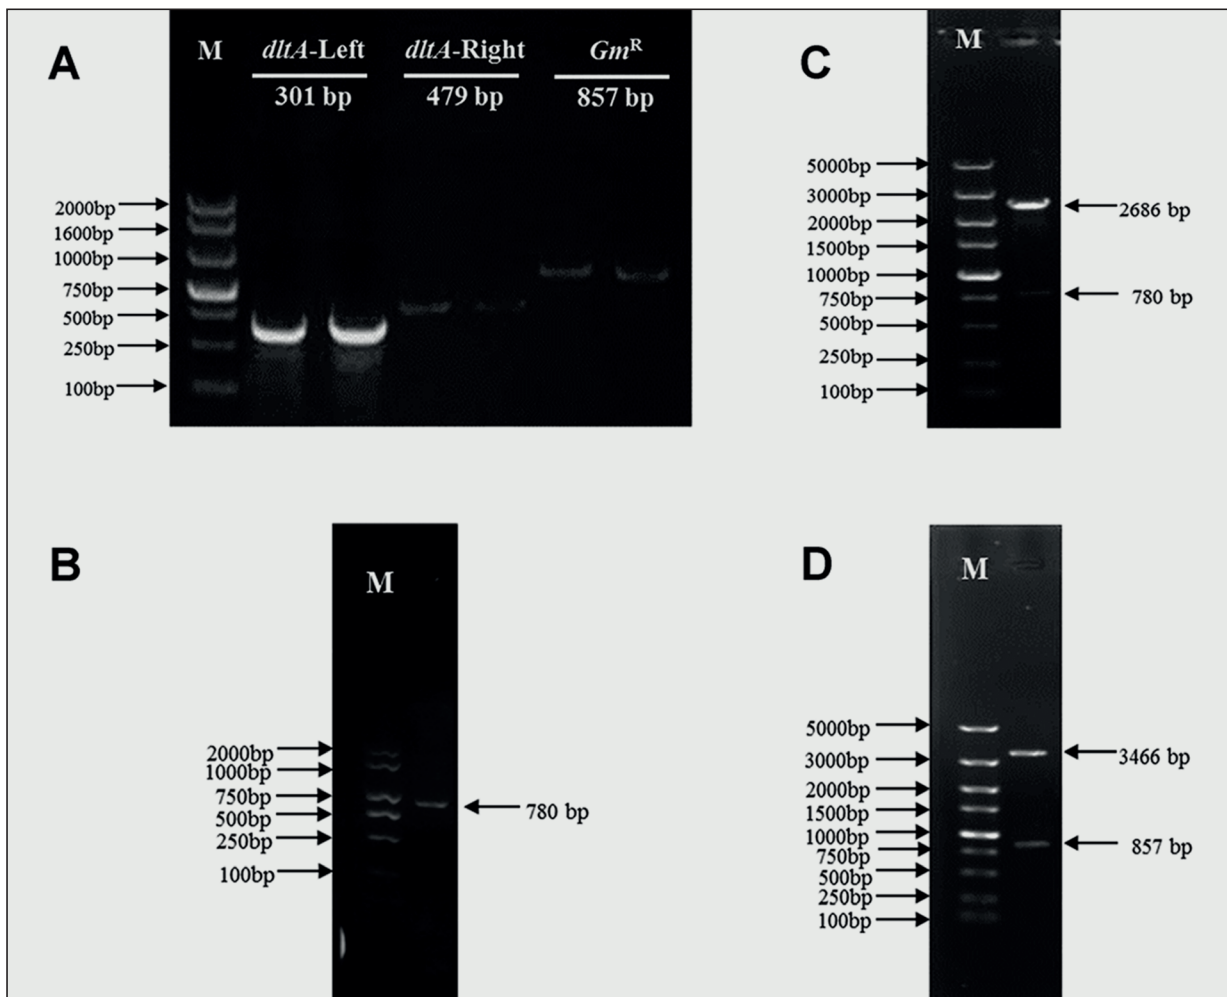 A
M
dltA-Left
dltA-Right
Gmᴿ
301 bp
479 bp
857 bp
2000bp
1600bp
1000bp
750bp
500bp
250bp
100bp
C
M
5000bp
3000bp
2000bp
1500bp
1000bp
750bp
500bp
250bp
100bp
2686 bp
780 bp
B
M
2000bp
1000bp
750bp
500bp
250bp
100bp
780 bp
D
M
5000bp
3000bp
2000bp
1500bp
1000bp
750bp
500bp
250bp
100bp
3466 bp
857 bp